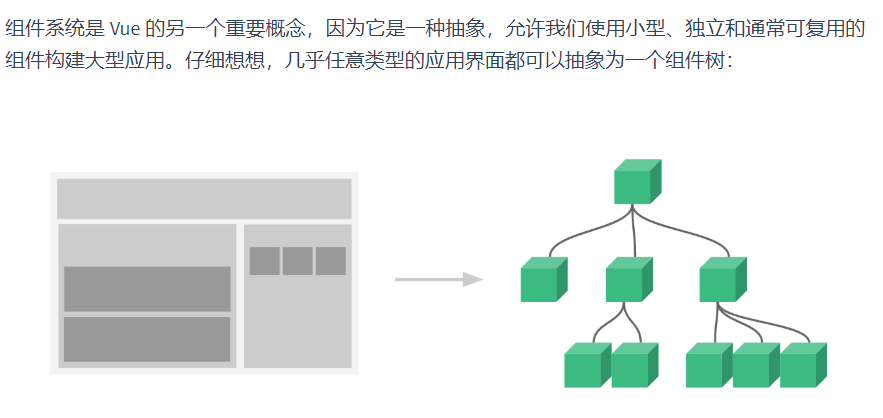 组件系统是 Vue 的另一个重要概念，因为它是一种抽象，允许我们使用小型、独立和通常可复用的
组件构建大型应用。仔细想想，几乎任意类型的应用界面都可以抽象为一个组件树：